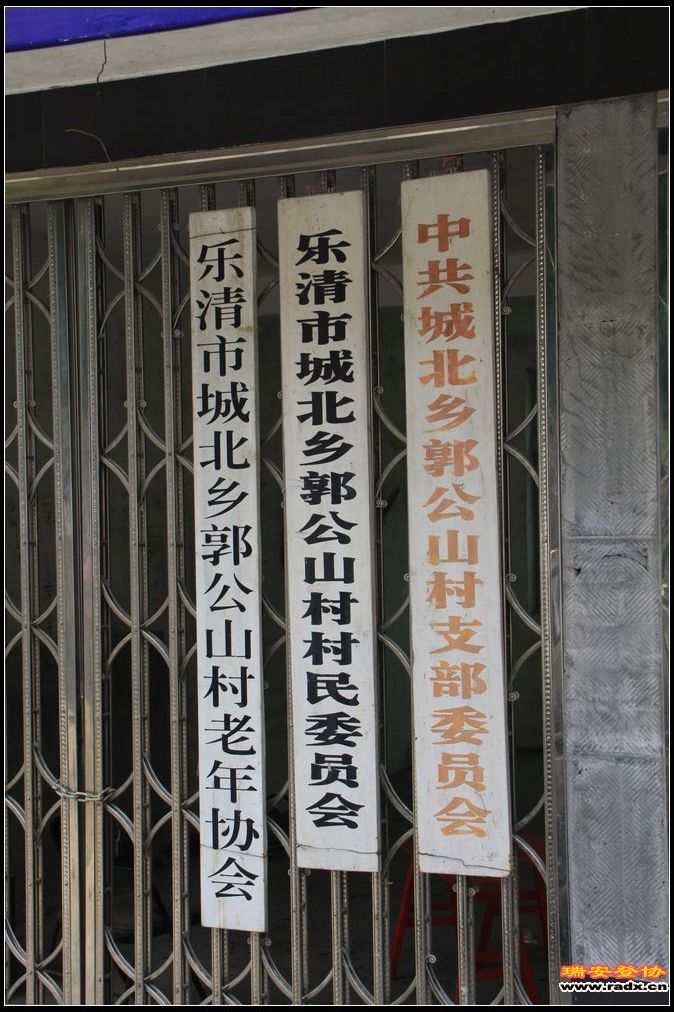 中共城北乡郭公山村支部委员会
乐清市城北乡郭公山村村民委员会
乐清市城北乡郭公山村老年协会
瑞安登协
www.radx.cn